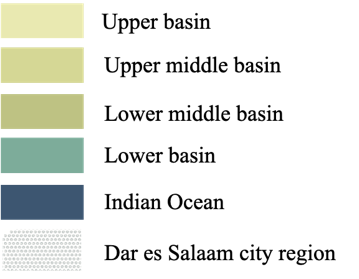 Upper basin
Upper middle basin
Lower middle basin
Lower basin
Indian Ocean
Dar es Salaam city region